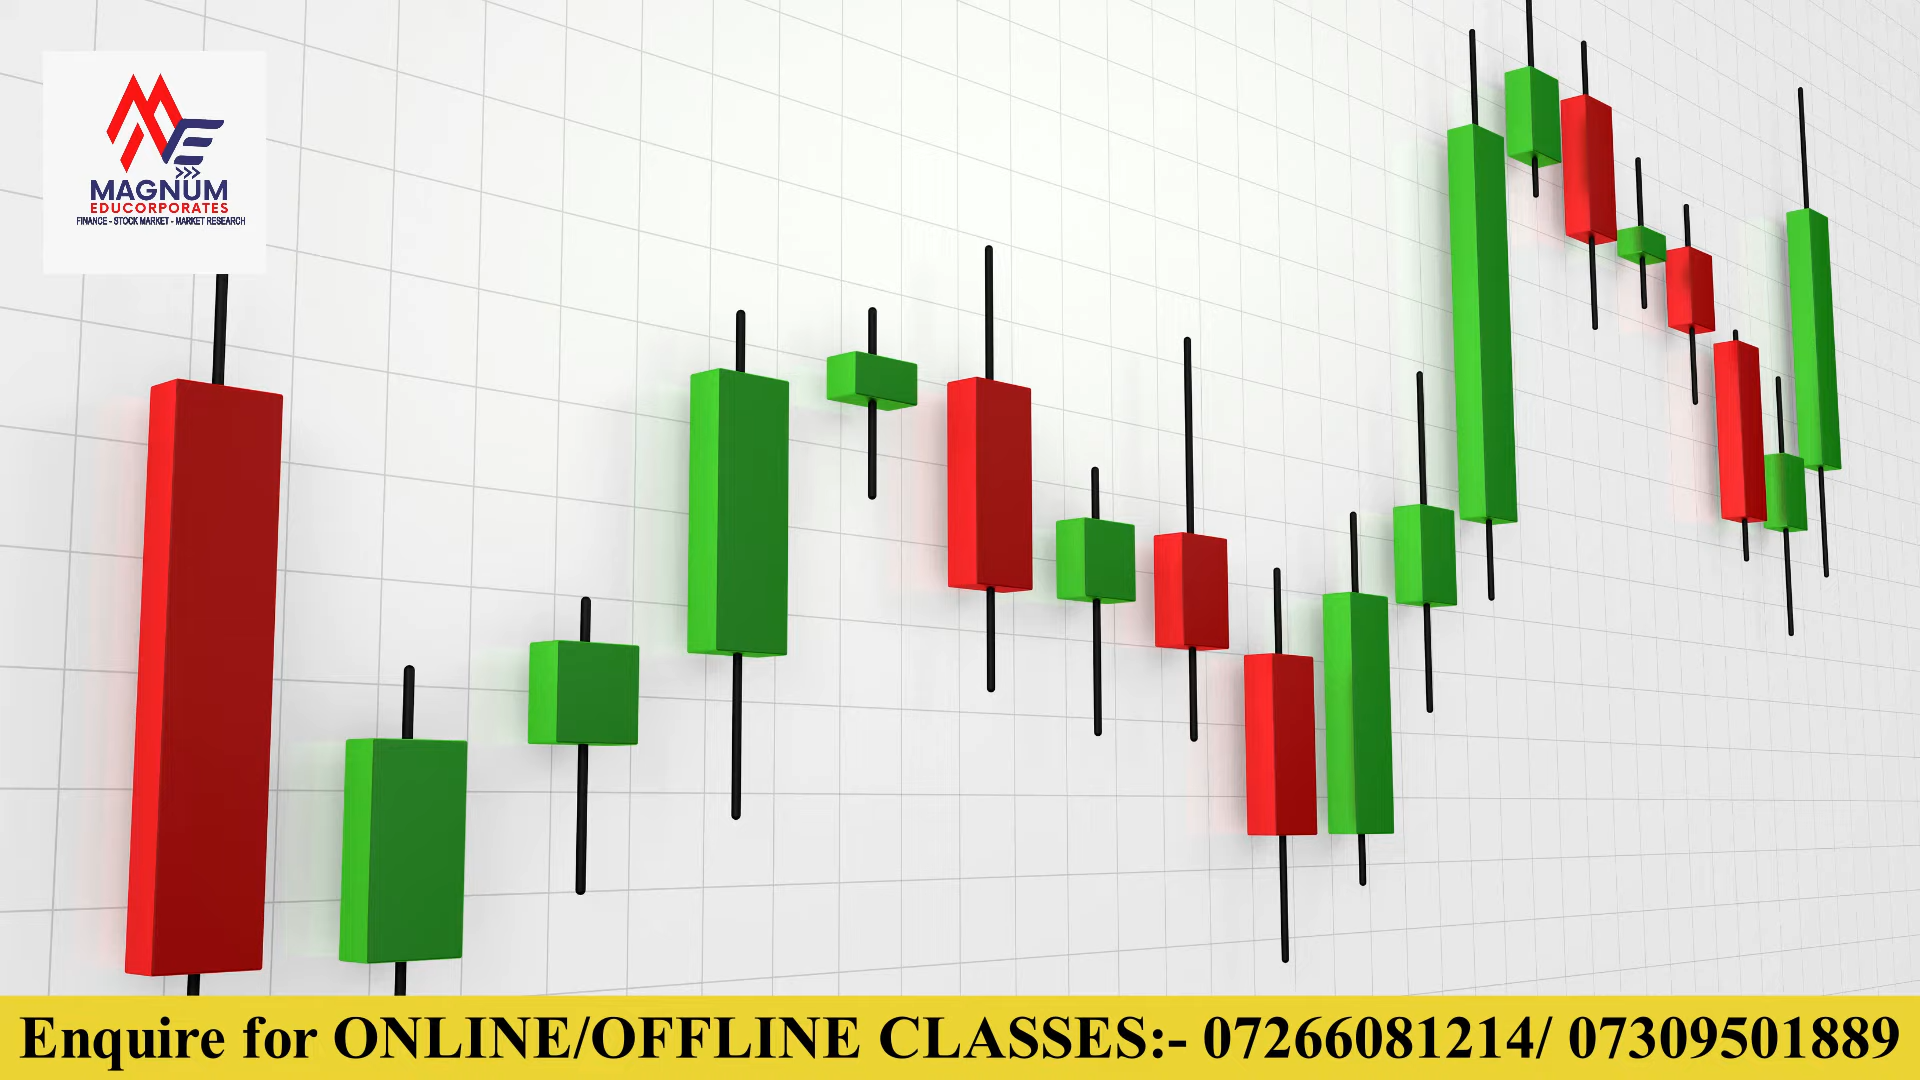 MAGNUM
EDUCORPORATES
FINANCE - STOCK MARKET - MARKET RESEARCH
Enquire for ONLINE/OFFLINE CLASSES:- 07266081214/ 07309501889